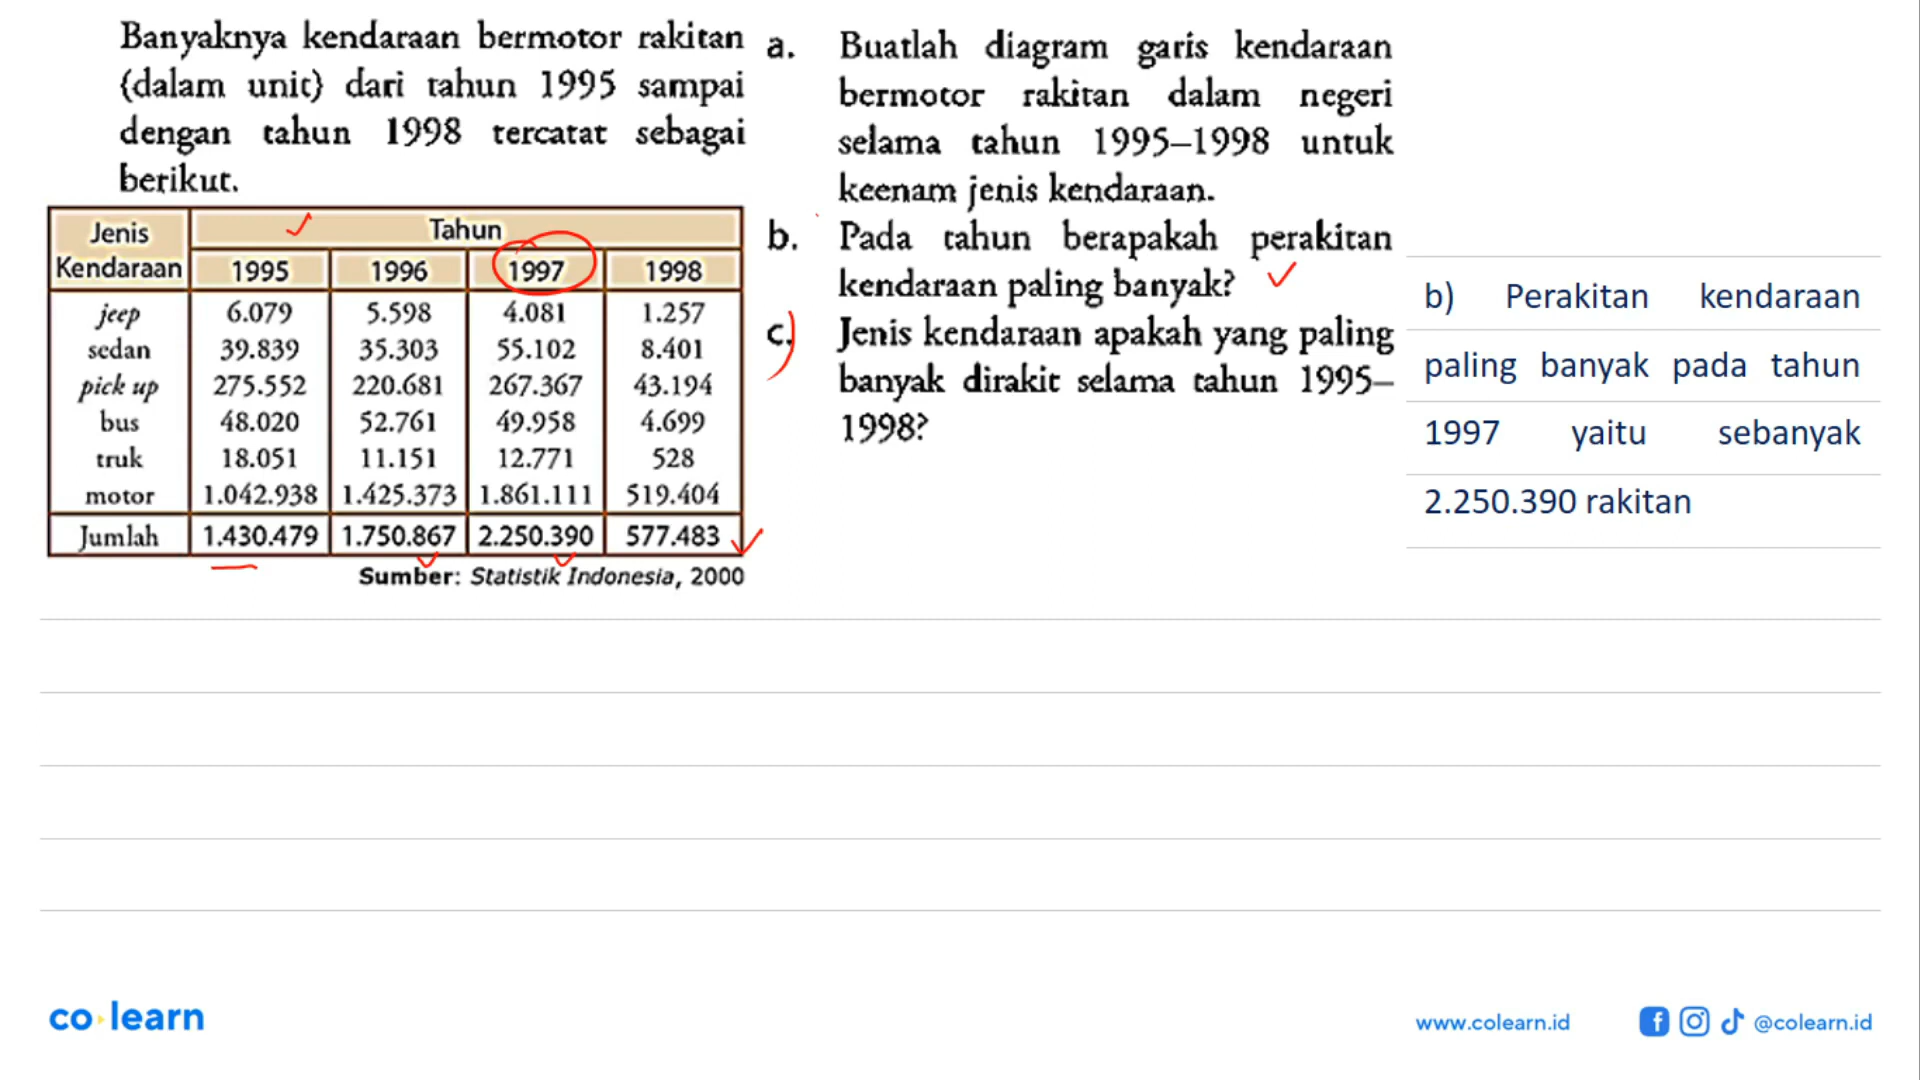 Banyaknya kendaraan bermotor rakitan
(dalam unit) dari tahun 1995 sampai
dengan tahun 1998 tercatat sebagai
berikut.
Jenis Kendaraan Tahun
1995 1996 1997 1998
jeep 6.079 5.598 4.081 1.257
sedan 39.839 35.303 55.102 8.401
pick up 275.552 220.681 267.367 43.194
bus 48.020 52.761 49.958 4.699
truk 18.051 11.151 12.771 528
motor 1.042.938 1.425.373 1.861.111 519.404
Jumlah 1.430.479 1.750.867 2.250.390 577.483
Sumber: Statistik Indonesia, 2000
a. Buatlah diagram garis kendaraan
bermotor rakitan dalam negeri
selama tahun 1995–1998 untuk
keenam jenis kendaraan.
b. Pada tahun berapakah perakitan
kendaraan paling banyak?
c. Jenis kendaraan apakah yang paling
banyak dirakit selama tahun 1995–
1998?
b) Perakitan kendaraan
paling banyak pada tahun
1997 yaitu sebanyak
2.250.390 rakitan
co learn
www.colearn.id
@colearn.id